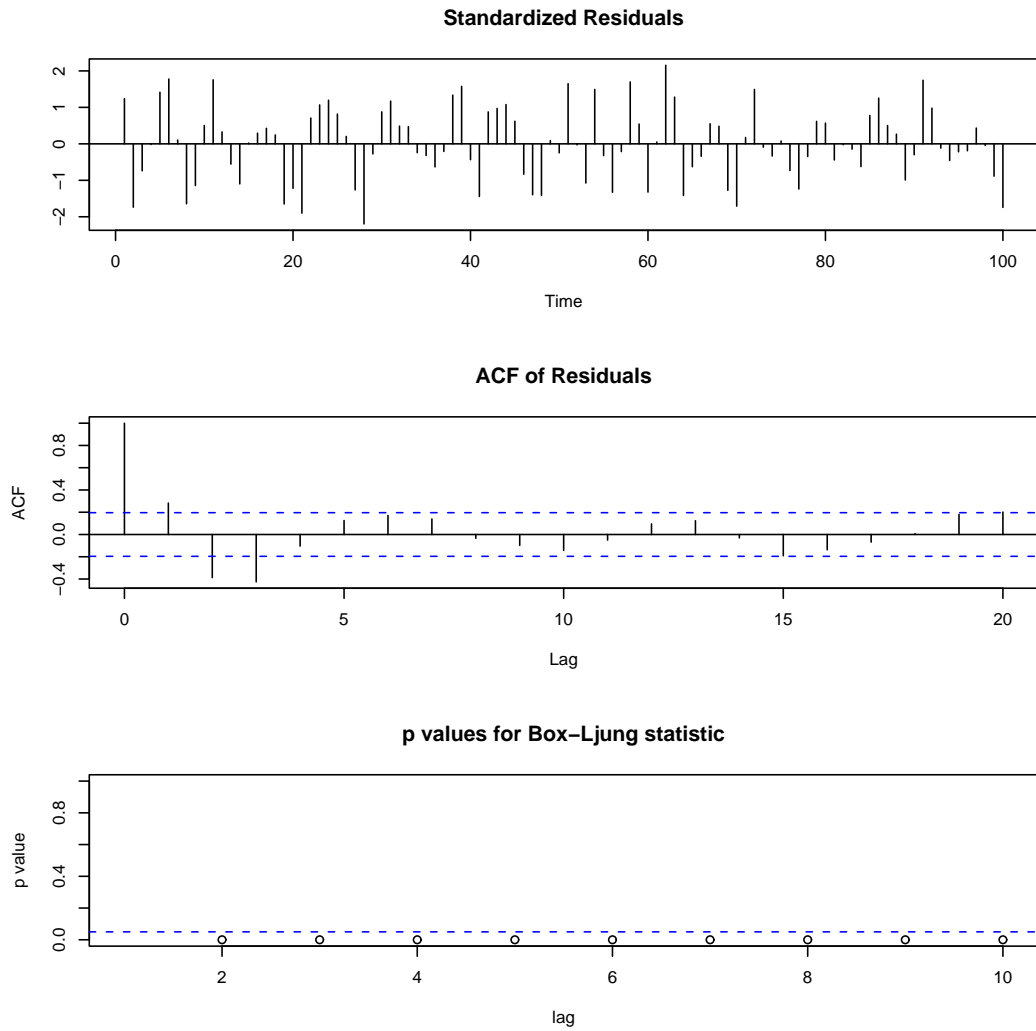 Standardized Residuals
2
1
0
−1
−2
0 20 40 60 80 100
Time
ACF of Residuals
ACF
0.8
0.4
0.0
−0.4
0 5 10 15 20
Lag
p values for Box−Ljung statistic
p value
0.8
0.4
0.0
2 4 6 8 10
lag